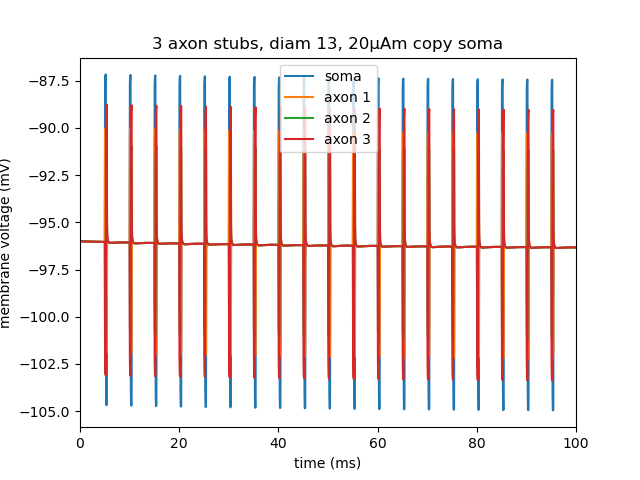 3 axon stubs, diam 13, 20μAm copy soma
membrane voltage (mV)
−87.5
−90.0
−92.5
−95.0
−97.5
−100.0
−102.5
−105.0
soma
axon 1
axon 2
axon 3
0
20
40
60
80
100
time (ms)